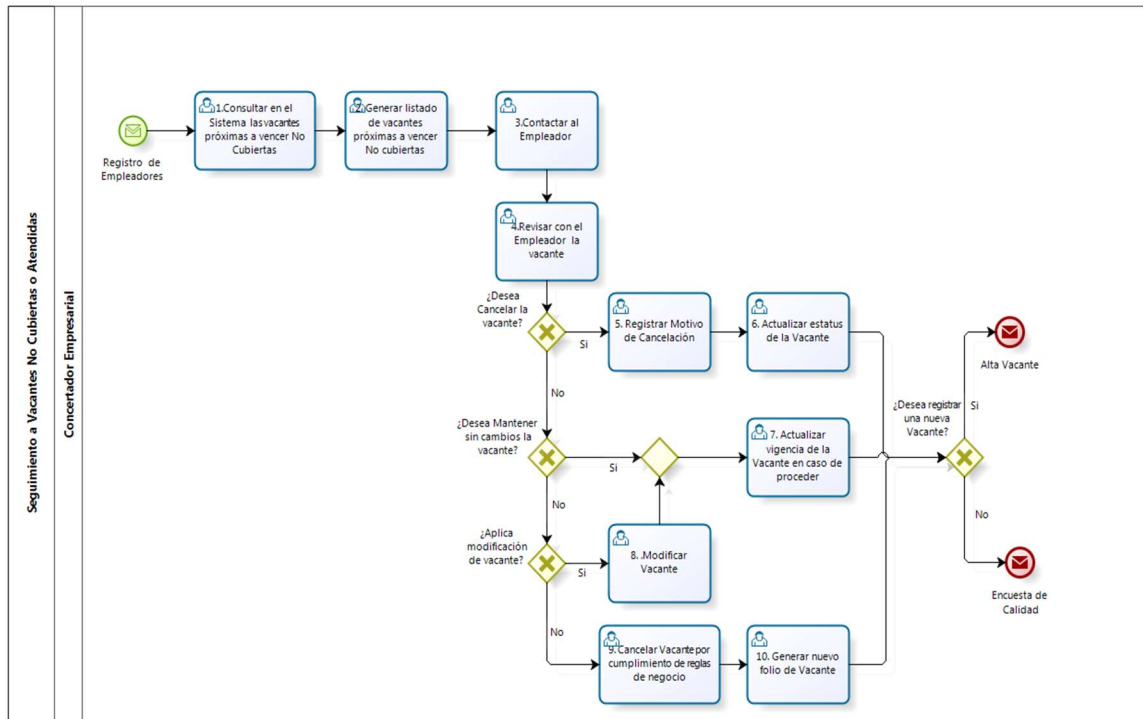 Seguimiento a Vacantes No Cubiertas o Atendidas
Concertador Empresarial
Registro de
Empleadores
1.Consultar en el
Sistema las vacantes
próximas a vencer No
Cubiertas
2.Generar listado
de vacantes
próximas a vencer
No cubiertas
3.Contactar al
Empleador
4.Revisar con el
Empleador la
vacante
¿Desea
Cancelar la
vacante?
Si
No
5. Registrar Motivo
de Cancelación
6. Actualizar estatus
de la Vacante
¿Desea Mantener
sin cambios la
vacante?
Si
No
7. Actualizar
vigencia de la
Vacante en caso de
proceder
¿Aplica
modificación
de vacante?
Si
No
8. .Modificar
Vacante
9.Cancelar Vacante por
cumplimiento de reglas
de negocio
10. Generar nuevo
folio de Vacante
¿Desea registrar
una nueva
Vacante?
Si
No
Alta Vacante
Encuesta de
Calidad